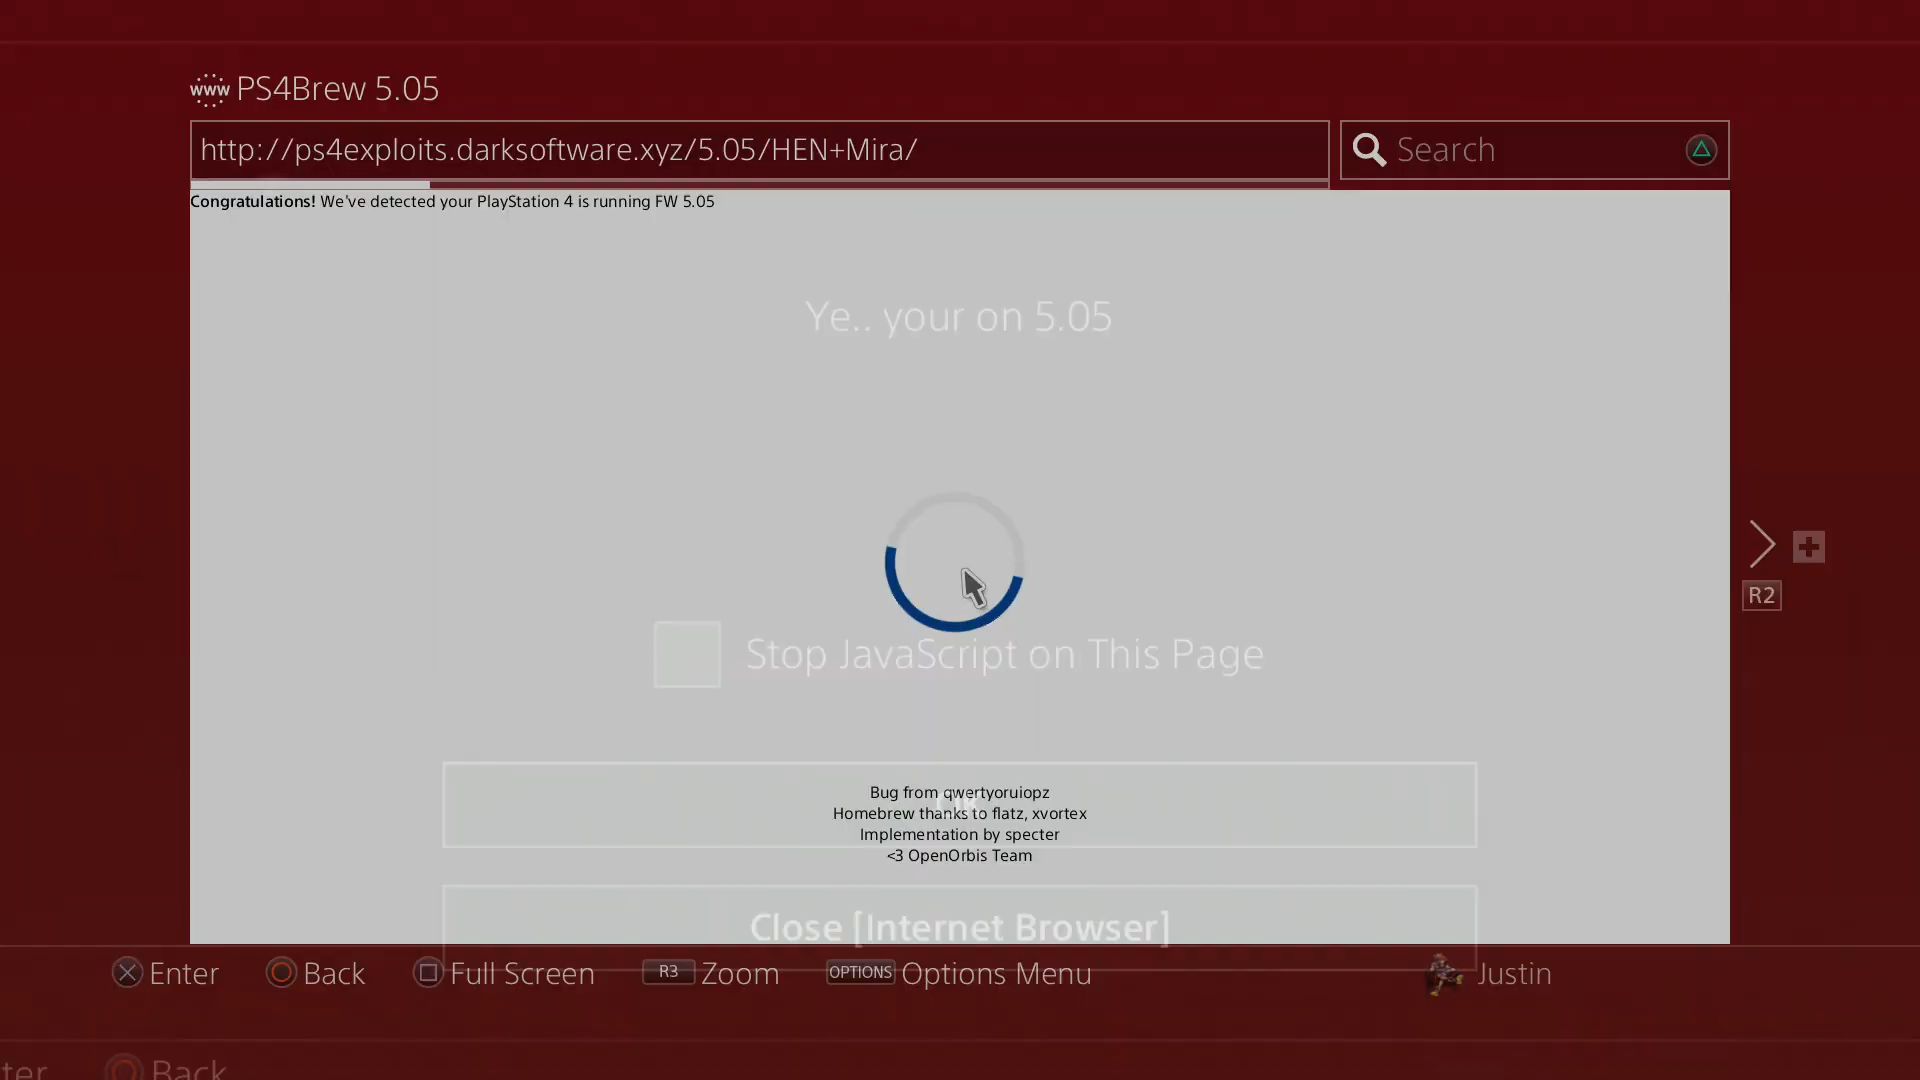 www PS4Brew 5.05
http://ps4exploits.darksoftware.xyz/5.05/HEN+Mira/
Search
Congratulations! We've detected your PlayStation 4 is running FW 5.05
Ye.. your on 5.05
R2
Stop JavaScript on This Page
OK
Bug from qwertyoruiopz
Homebrew thanks to flatz, xvortex
Implementation by specter
<3 OpenOrbis Team
Close [Internet Browser]
Enter Back Full Screen R3 Zoom OPTIONS Options Menu Justin
ter Back